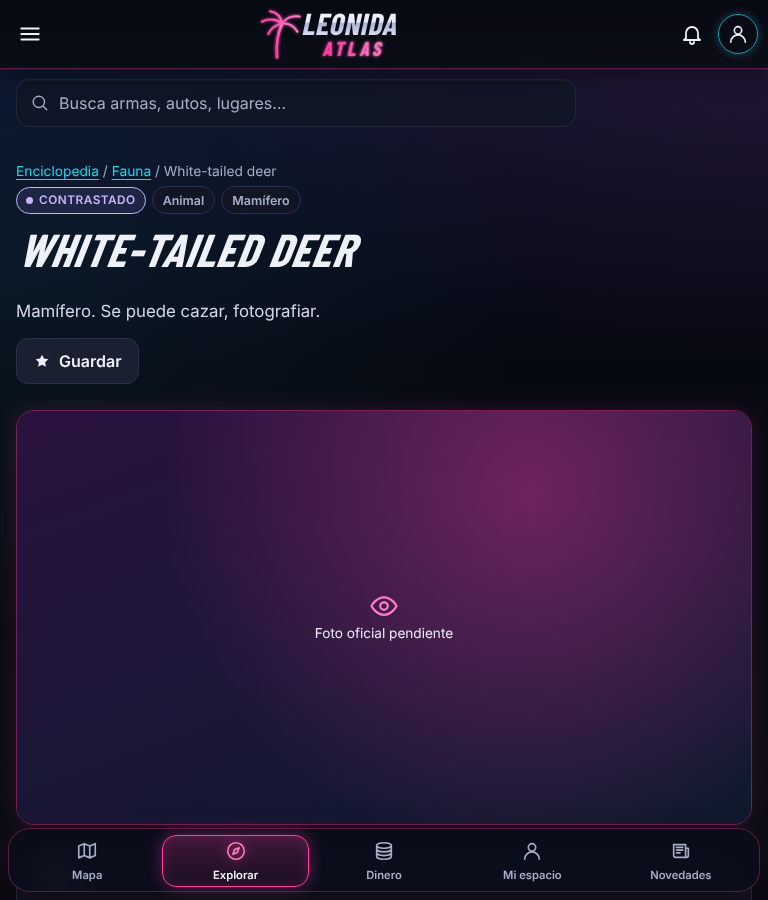 LEONIDA
ATLAS
Busca armas, autos, lugares...
Enciclopedia / Fauna / White-tailed deer
CONTRASTADO Animal Mamífero
WHITE-TAILED DEER
Mamífero. Se puede cazar, fotografiar.
Guardar
Foto oficial pendiente
Mapa Explorar Dinero Mi espacio Novedades